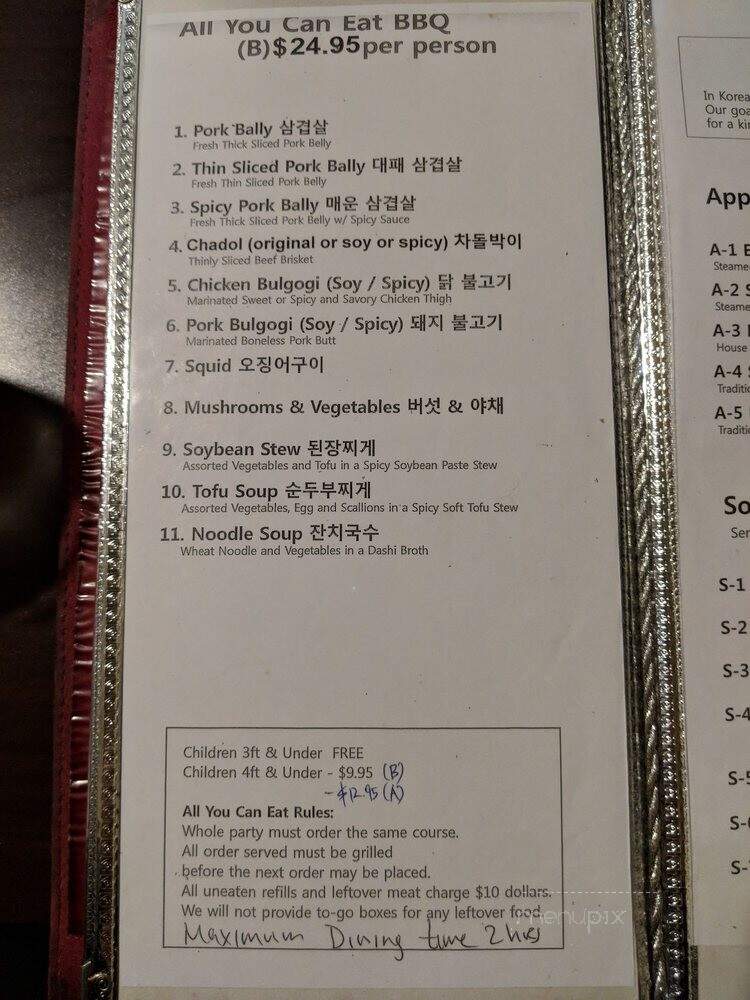 All You Can Eat BBQ
(B)$24.95per person
1. Pork Bally 삼겹살
Fresh Thick Sliced Pork Belly
2. Thin Sliced Pork Bally 대패 삼겹살
Fresh Thin Sliced Pork Belly
3. Spicy Pork Bally 매운 삼겹살
Fresh Thick Sliced Pork Belly w/ Spicy Sauce
4. Chadol (original or soy or spicy) 차돌박이
Thinly Sliced Beef Brisket
5. Chicken Bulgogi (Soy / Spicy) 닭 불고기
Marinated Sweet or Spicy and Savory Chicken Thigh
6. Pork Bulgogi (Soy / Spicy) 돼지 불고기
Marinated Boneless Pork Butt
7. Squid 오징어구이
8. Mushrooms & Vegetables 버섯 & 야채
9. Soybean Stew 된장찌게
Assorted Vegetables and Tofu in a Spicy Soybean Paste Stew
10. Tofu Soup 순두부찌게
Assorted Vegetables, Egg and Scallions in a Spicy Soft Tofu Stew
11. Noodle Soup 잔치국수
Wheat Noodle and Vegetables in a Dashi Broth
Children 3ft & Under FREE
Children 4ft & Under - $9.95 (B)
- $12.95 (A)
All You Can Eat Rules:
Whole party must order the same course.
All order served must be grilled
before the next order may be placed.
All uneaten refills and leftover meat charge $10 dollars.
We will not provide to-go boxes for any leftover food.
Maximum Dining time 2 hrs
menupix
In Korea
Our goa
for a ki
App
A-1
Steame
A-2
Steame
A-3
House
A-4
Traditi
A-5
Traditi
So
Ser
S-1
S-2
S-3
S-4
S-5
S-
S-